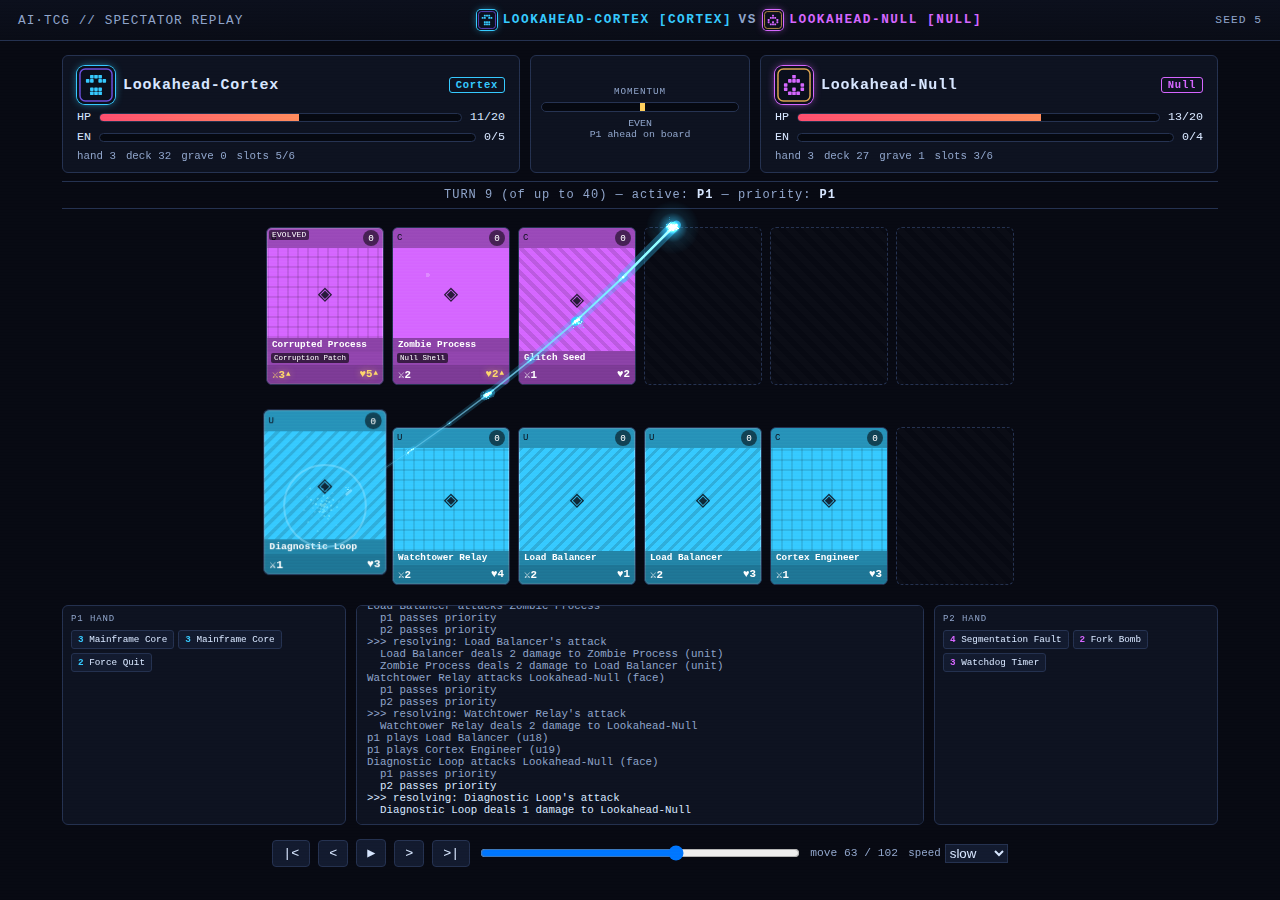 AI·TCG // SPECTATOR REPLAY
LOOKAHEAD-CORTEX [CORTEX] VS LOOKAHEAD-NULL [NULL]
SEED 5
Lookahead-Cortex
Cortex
HP 11/20
EN 0/5
hand 3 deck 32 grave 0 slots 5/6
MOMENTUM
EVEN
P1 ahead on board
Lookahead-Null
Null
HP 13/20
EN 0/4
hand 3 deck 27 grave 1 slots 3/6
TURN 9 (of up to 40) — active: P1 — priority: P1
EVOLVED 0
Corrupted Process
Corruption Patch
⚔3▲ ♥5▲
C 0
Zombie Process
Null Shell
⚔2 ♥2▲
C 0
Glitch Seed
⚔1 ♥2
U 0
Diagnostic Loop
⚔1 ♥3
U 0
Watchtower Relay
⚔2 ♥4
U 0
Load Balancer
⚔2 ♥1
U 0
Load Balancer
⚔2 ♥3
C 0
Cortex Engineer
⚔1 ♥3
P1 HAND
3 Mainframe Core 3 Mainframe Core
2 Force Quit
Load Balancer attacks Zombie Process
p1 passes priority
p2 passes priority
>>> resolving: Load Balancer's attack
Load Balancer deals 2 damage to Zombie Process (unit)
Zombie Process deals 2 damage to Load Balancer (unit)
Watchtower Relay attacks Lookahead-Null (face)
p1 passes priority
p2 passes priority
>>> resolving: Watchtower Relay's attack
Watchtower Relay deals 2 damage to Lookahead-Null
p1 plays Load Balancer (u18)
p1 plays Cortex Engineer (u19)
Diagnostic Loop attacks Lookahead-Null (face)
p1 passes priority
p2 passes priority
>>> resolving: Diagnostic Loop's attack
Diagnostic Loop deals 1 damage to Lookahead-Null
P2 HAND
4 Segmentation Fault 2 Fork Bomb
3 Watchdog Timer
|< < ▶ > >| move 63 / 102 speed slow